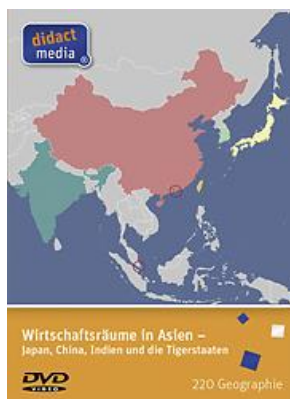 didact
media ®
Wirtschaftsräume in Asien –
Japan, China, Indien und die Tigerstaaten
DVD
VIDEO
220 Geographie